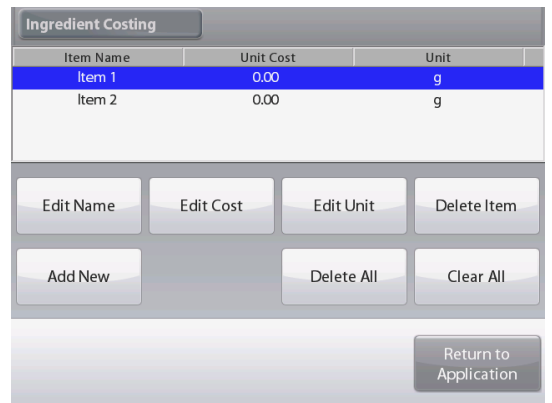 Ingredient Costing
Item Name Unit Cost Unit
Item 1 0.00 g
Item 2 0.00 g
Edit Name Edit Cost Edit Unit Delete Item
Add New Delete All Clear All
Return to
Application